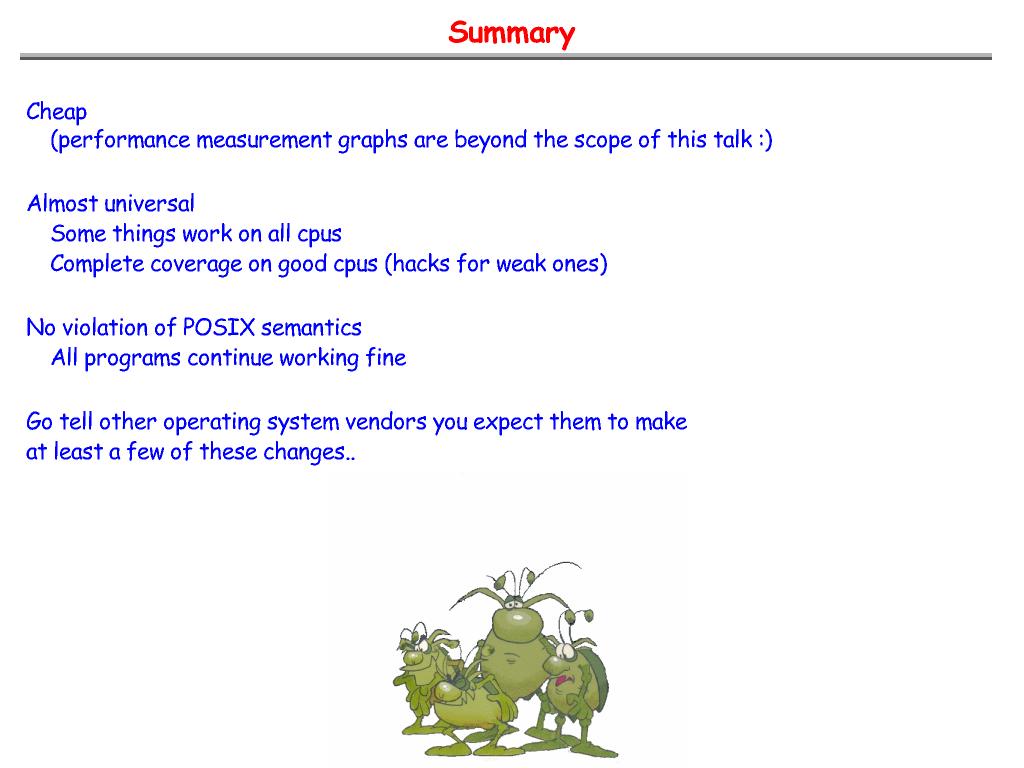 Summary
Cheap
(performance measurement graphs are beyond the scope of this talk :)
Almost universal
Some things work on all cpus
Complete coverage on good cpus (hacks for weak ones)
No violation of POSIX semantics
All programs continue working fine
Go tell other operating system vendors you expect them to make
at least a few of these changes..